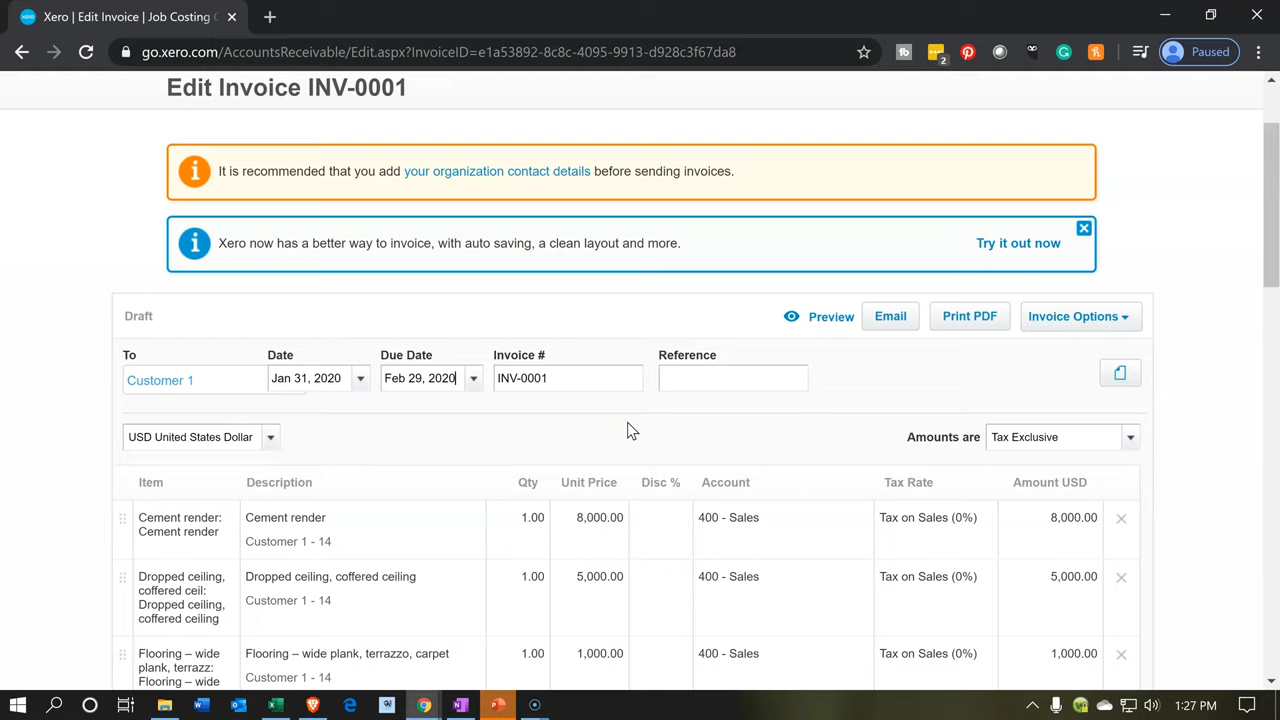 Xero | Edit Invoice | Job Costing
go.xero.com/AccountsReceivable/Edit.aspx?InvoiceID=e1a53892-8c8c-4095-9913-d928c3f67da8
2
Paused
Edit Invoice INV-0001
It is recommended that you add your organization contact details before sending invoices.
Xero now has a better way to invoice, with auto saving, a clean layout and more.
Try it out now
Draft
Preview
Email
Print PDF
Invoice Options
To
Date
Due Date
Invoice #
Reference
Customer 1
Jan 31, 2020
Feb 29, 2020
INV-0001
USD United States Dollar
Amounts are
Tax Exclusive
Item Description Qty Unit Price Disc % Account Tax Rate Amount USD
Cement render:
Cement render
Cement render
Customer 1 - 14
1.00 8,000.00 400 - Sales Tax on Sales (0%) 8,000.00
Dropped ceiling,
coffered ceil:
Dropped ceiling,
coffered ceiling
Dropped ceiling, coffered ceiling
Customer 1 - 14
1.00 5,000.00 400 - Sales Tax on Sales (0%) 5,000.00
Flooring – wide
plank, terrazz:
Flooring – wide
Flooring – wide plank, terrazzo, carpet
Customer 1 - 14
1.00 1,000.00 400 - Sales Tax on Sales (0%) 1,000.00
1:27 PM